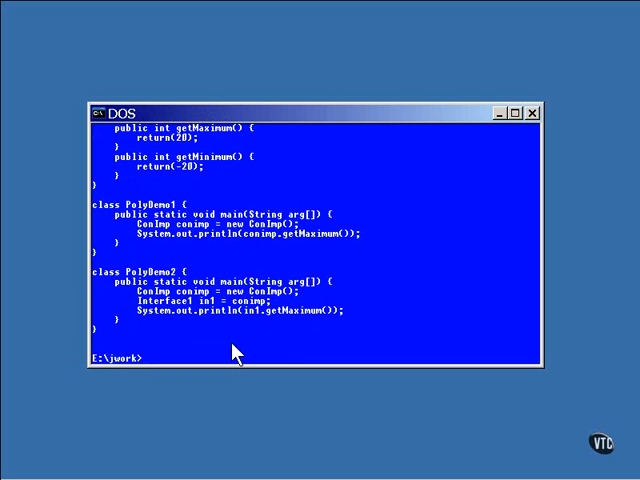 DOS
public int getMaximum() {
return(20);
}
public int getMinimum() {
return(-20);
}
}
class PolyDemo1 {
public static void main(String arg[]) {
ConImp conimp = new ConImp();
System.out.println(conimp.getMaximum());
}
}
class PolyDemo2 {
public static void main(String arg[]) {
ConImp conimp = new ConImp();
Interface1 in1 = conimp;
System.out.println(in1.getMaximum());
}
}
E:\jwork>
VTC